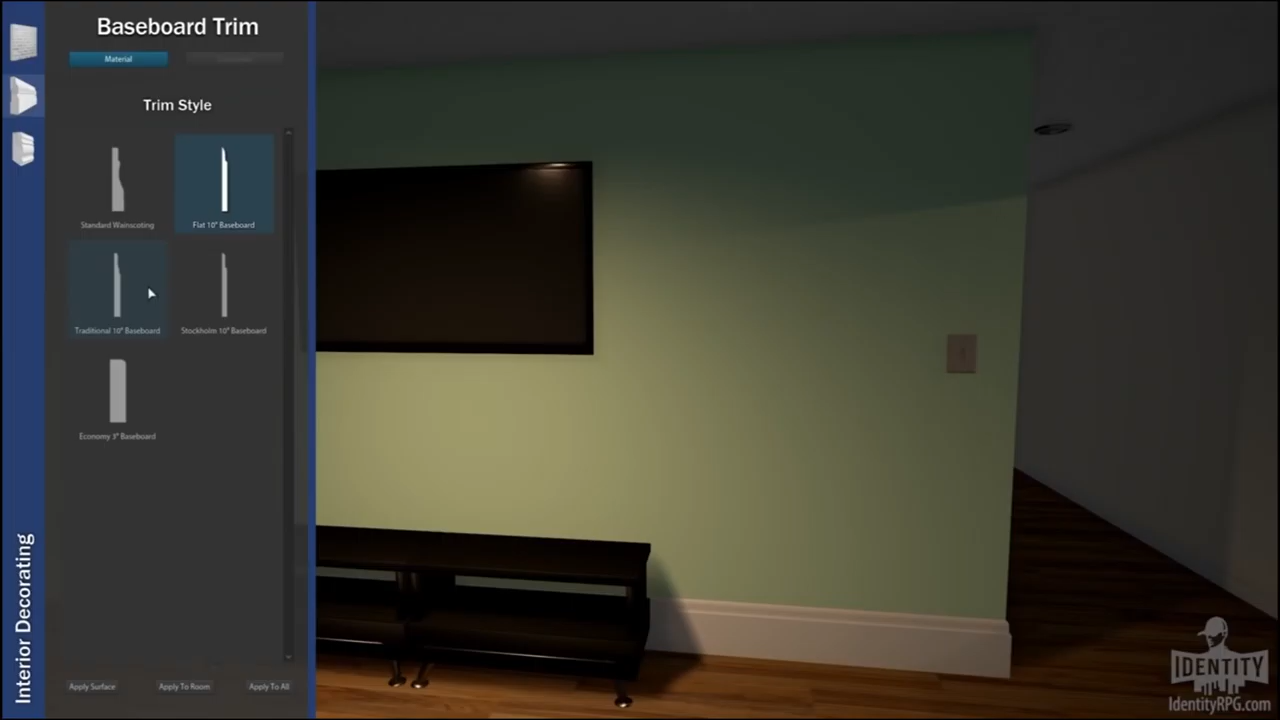 Baseboard Trim
Material
Trim Style
Standard Wainscoting
Flat 10" Baseboard
Traditional 10" Baseboard
Stockholm 10" Baseboard
Economy 3" Baseboard
Apply Surface
Apply To Room
Apply To All
Interior Decorating
IDENTITY
IdentityRPG.com